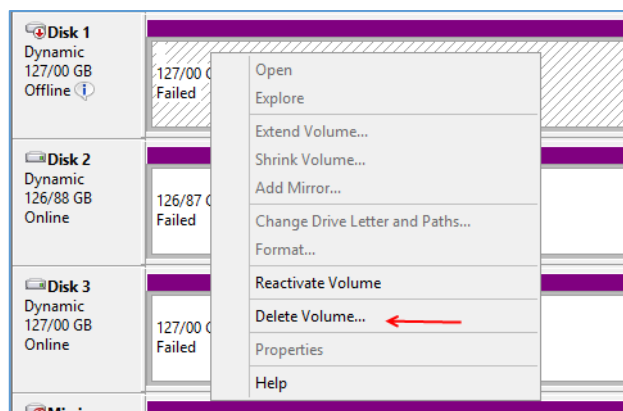 Disk 1
Dynamic
127/00 GB
Offline
127/00
Failed
Open
Explore
Extend Volume...
Shrink Volume...
Add Mirror...
Change Drive Letter and Paths...
Format...
Reactivate Volume
Delete Volume...
Properties
Help
Disk 2
Dynamic
126/88 GB
Online
126/87
Failed
Disk 3
Dynamic
127/00 GB
Online
127/00
Failed